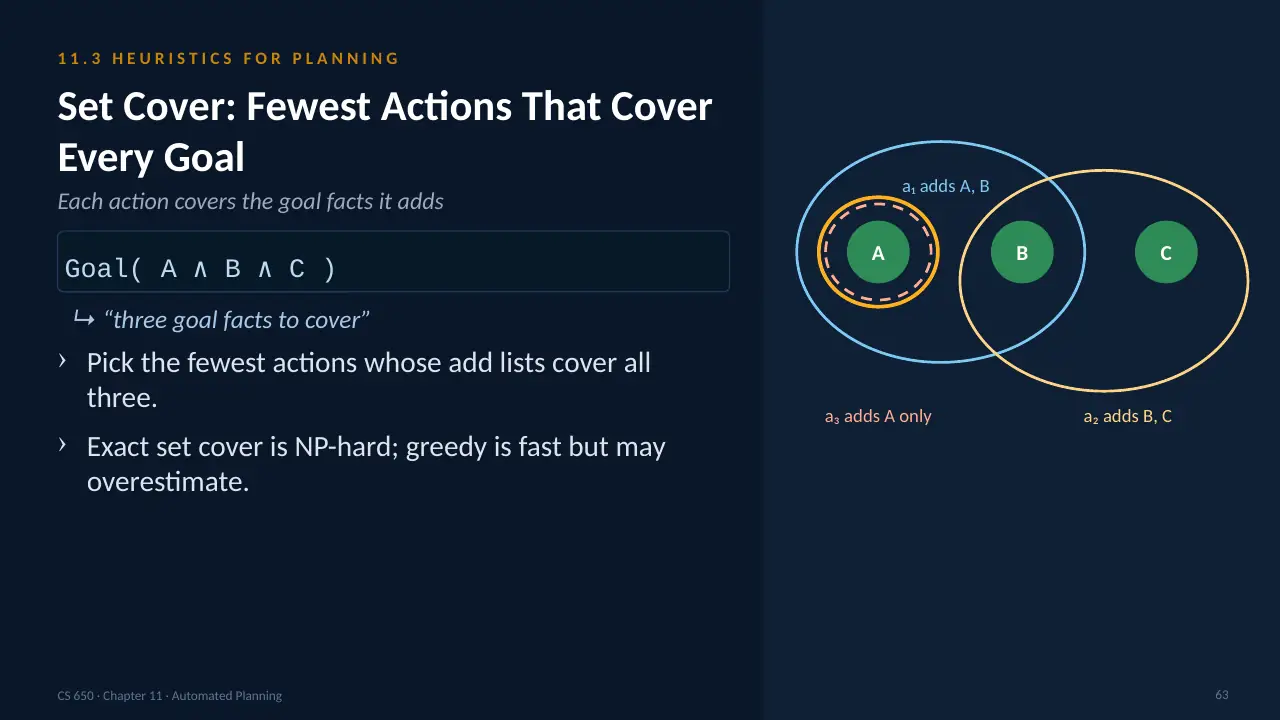 11.3 HEURISTICS FOR PLANNING
Set Cover: Fewest Actions That Cover
Every Goal
Each action covers the goal facts it adds
Goal( A ∧ B ∧ C )
↪ “three goal facts to cover”
› Pick the fewest actions whose add lists cover all
three.
› Exact set cover is NP-hard; greedy is fast but may
overestimate.
a₁ adds A, B
A B C
a₃ adds A only
a₂ adds B, C
CS 650 · Chapter 11 · Automated Planning
63